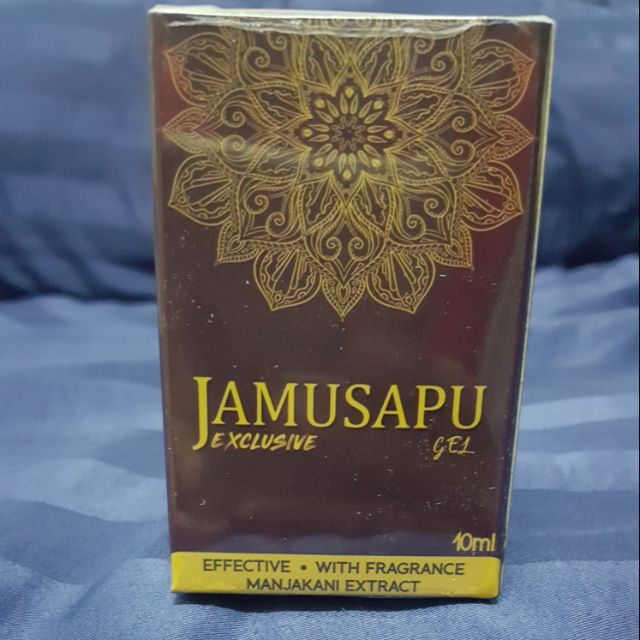 JAMUSAPU
EXCLUSIVE GEL
10ml
EFFECTIVE • WITH FRAGRANCE
MANJAKANI EXTRACT